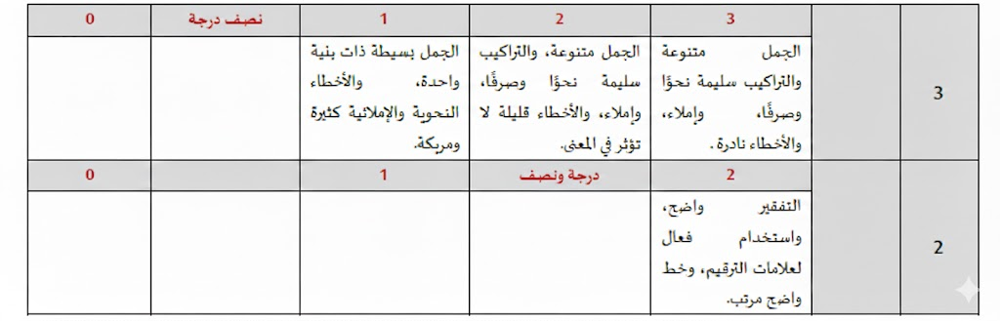 3 2 1 نصف درجة 0
3
الجمل متنوعة
والتراكيب سليمة نحوًا
وصرفًا، وإملاء،
والأخطاء نادرة.
الجمل متنوعة، والتراكيب
سليمة نحوًا وصرفًا،
وإملاء، والأخطاء قليلة لا
تؤثر في المعنى.
الجمل بسيطة ذات بنية
واحدة، والأخطاء
النحوية والإملائية كثيرة
ومربكة.
2 درجة ونصف 1 0
2
التفقير واضح،
واستخدام فعال
لعلامات الترقيم، وخط
واضح مرتب.